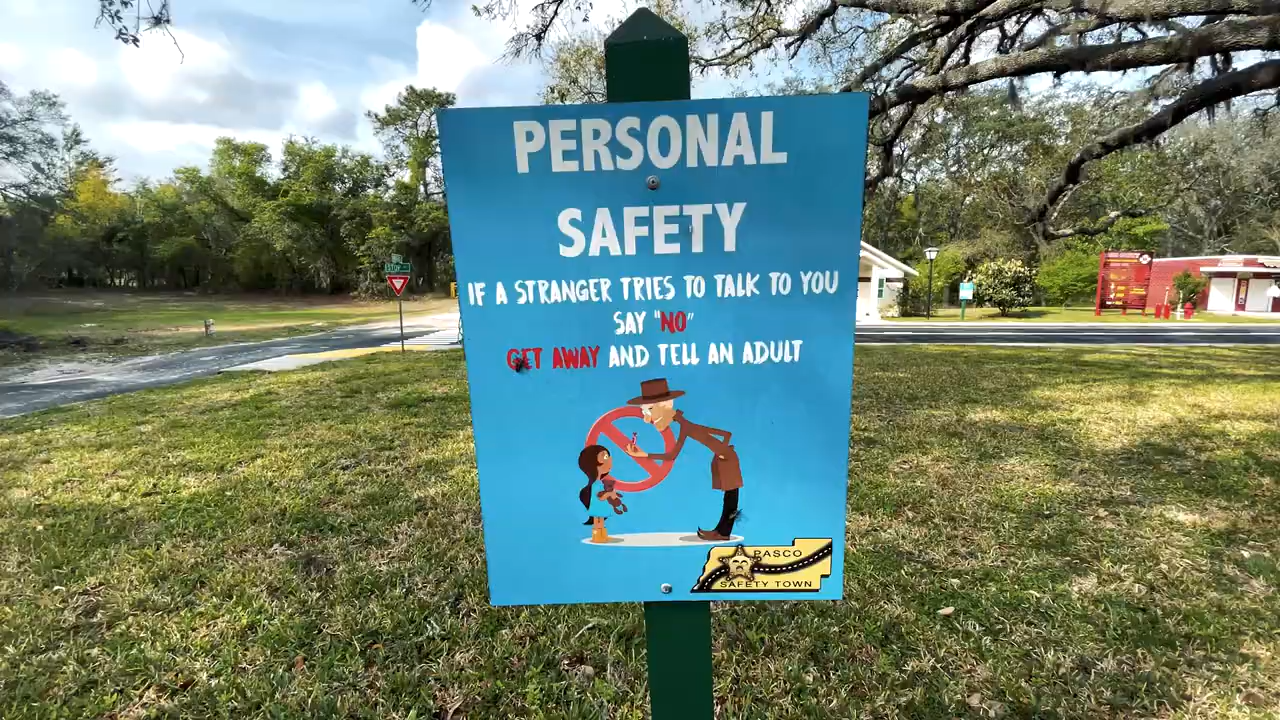 PERSONAL
SAFETY
IF A STRANGER TRIES TO TALK TO YOU
SAY "NO"
GET AWAY AND TELL AN ADULT
PASCO
SAFETY TOWN